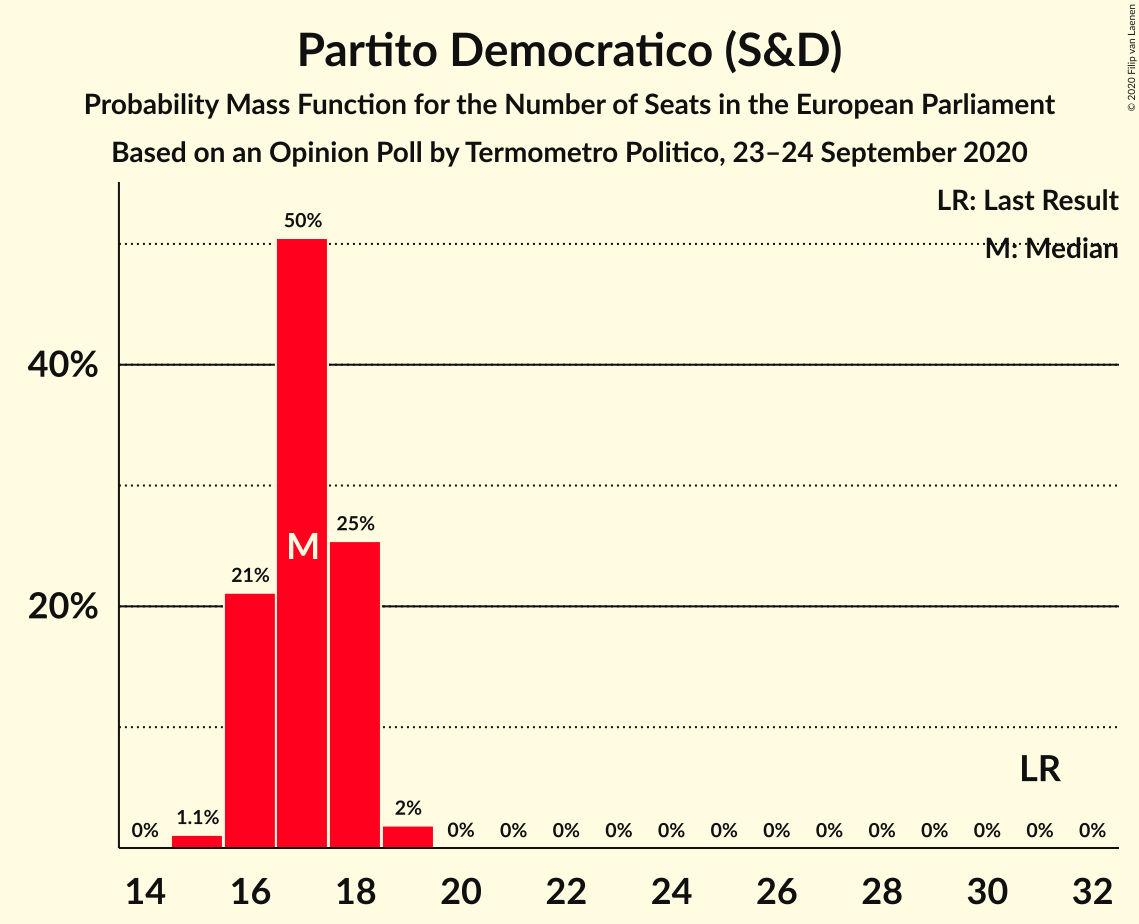 Partito Democratico (S&D)
Probability Mass Function for the Number of Seats in the European Parliament
Based on an Opinion Poll by Termometro Politico, 23–24 September 2020
© 2020 Filip van Laenen
LR: Last Result
M: Median
50%
40%
25%
M
21%
20%
LR
0% 1.1% 2% 0% 0% 0% 0% 0% 0% 0% 0% 0% 0% 0% 0% 0%
14 16 18 20 22 24 26 28 30 32